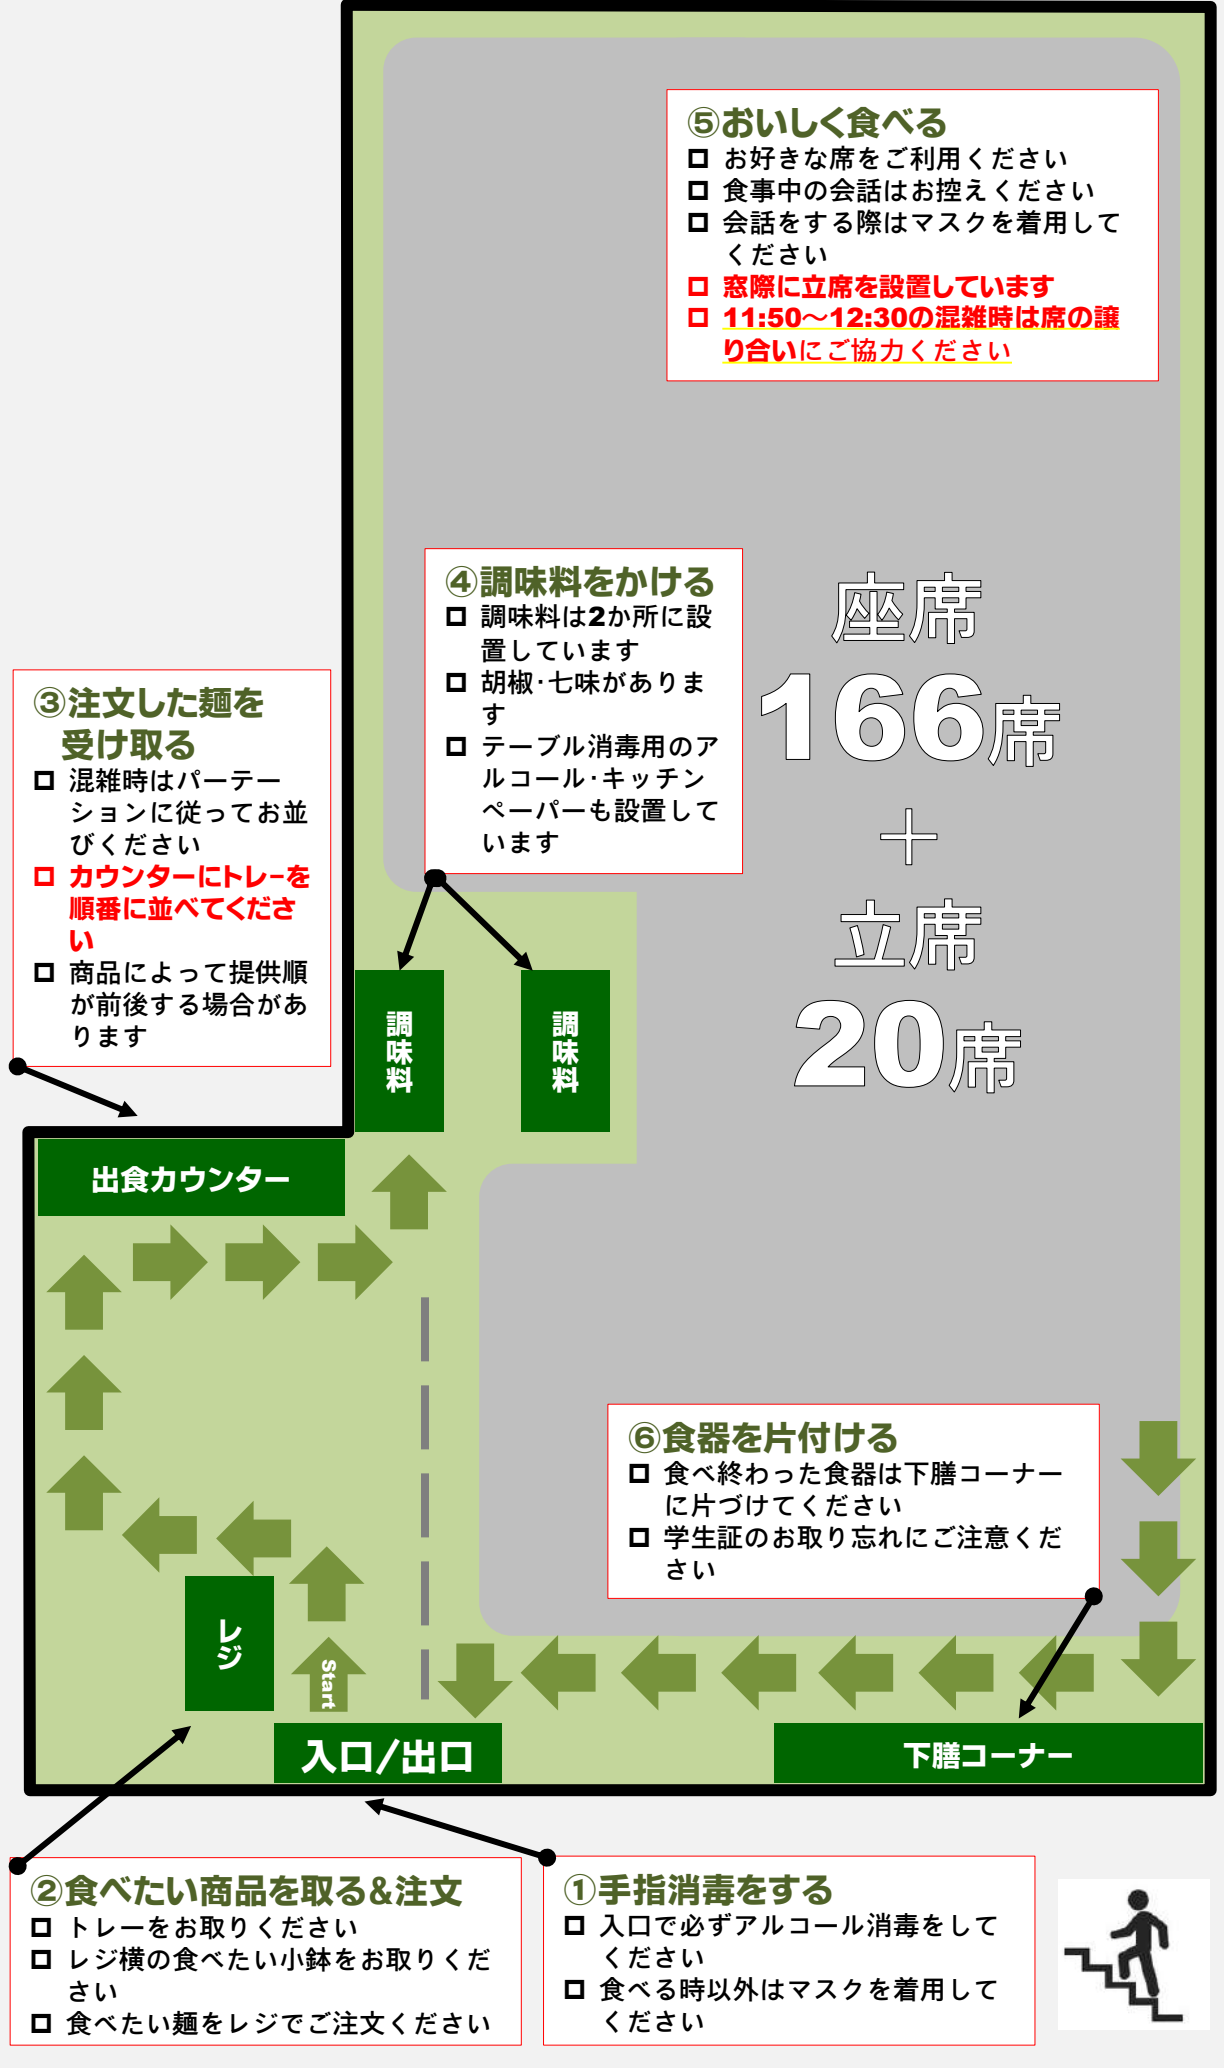 ⑤おいしく食べる
お好きな席をご利用ください
食事中の会話はお控えください
会話をする際はマスクを着用して
ください
窓際に立席を設置しています
11:50～12:30の混雑時は席の譲
り合いにご協力ください
④調味料をかける
調味料は2か所に設
置しています
胡椒･七味がありま
す
テーブル消毒用のア
ルコール･キッチン
ペーパーも設置して
います
座席
166席
＋
立席
20席
③注文した麺を
受け取る
混雑時はパーテー
ションに従ってお並
びください
カウンターにトレーを
順番に並べてくださ
い
商品によって提供順
が前後する場合があ
ります
調味料
調味料
出食カウンター
⑥食器を片付ける
食べ終わった食器は下膳コーナー
に片づけてください
学生証のお取り忘れにご注意くだ
さい
レジ
Start
入口/出口
下膳コーナー
②食べたい商品を取る&注文
トレーをお取りください
レジ横の食べたい小鉢をお取りくだ
さい
食べたい麺をレジでご注文ください
①手指消毒をする
入口で必ずアルコール消毒をして
ください
食べる時以外はマスクを着用して
ください